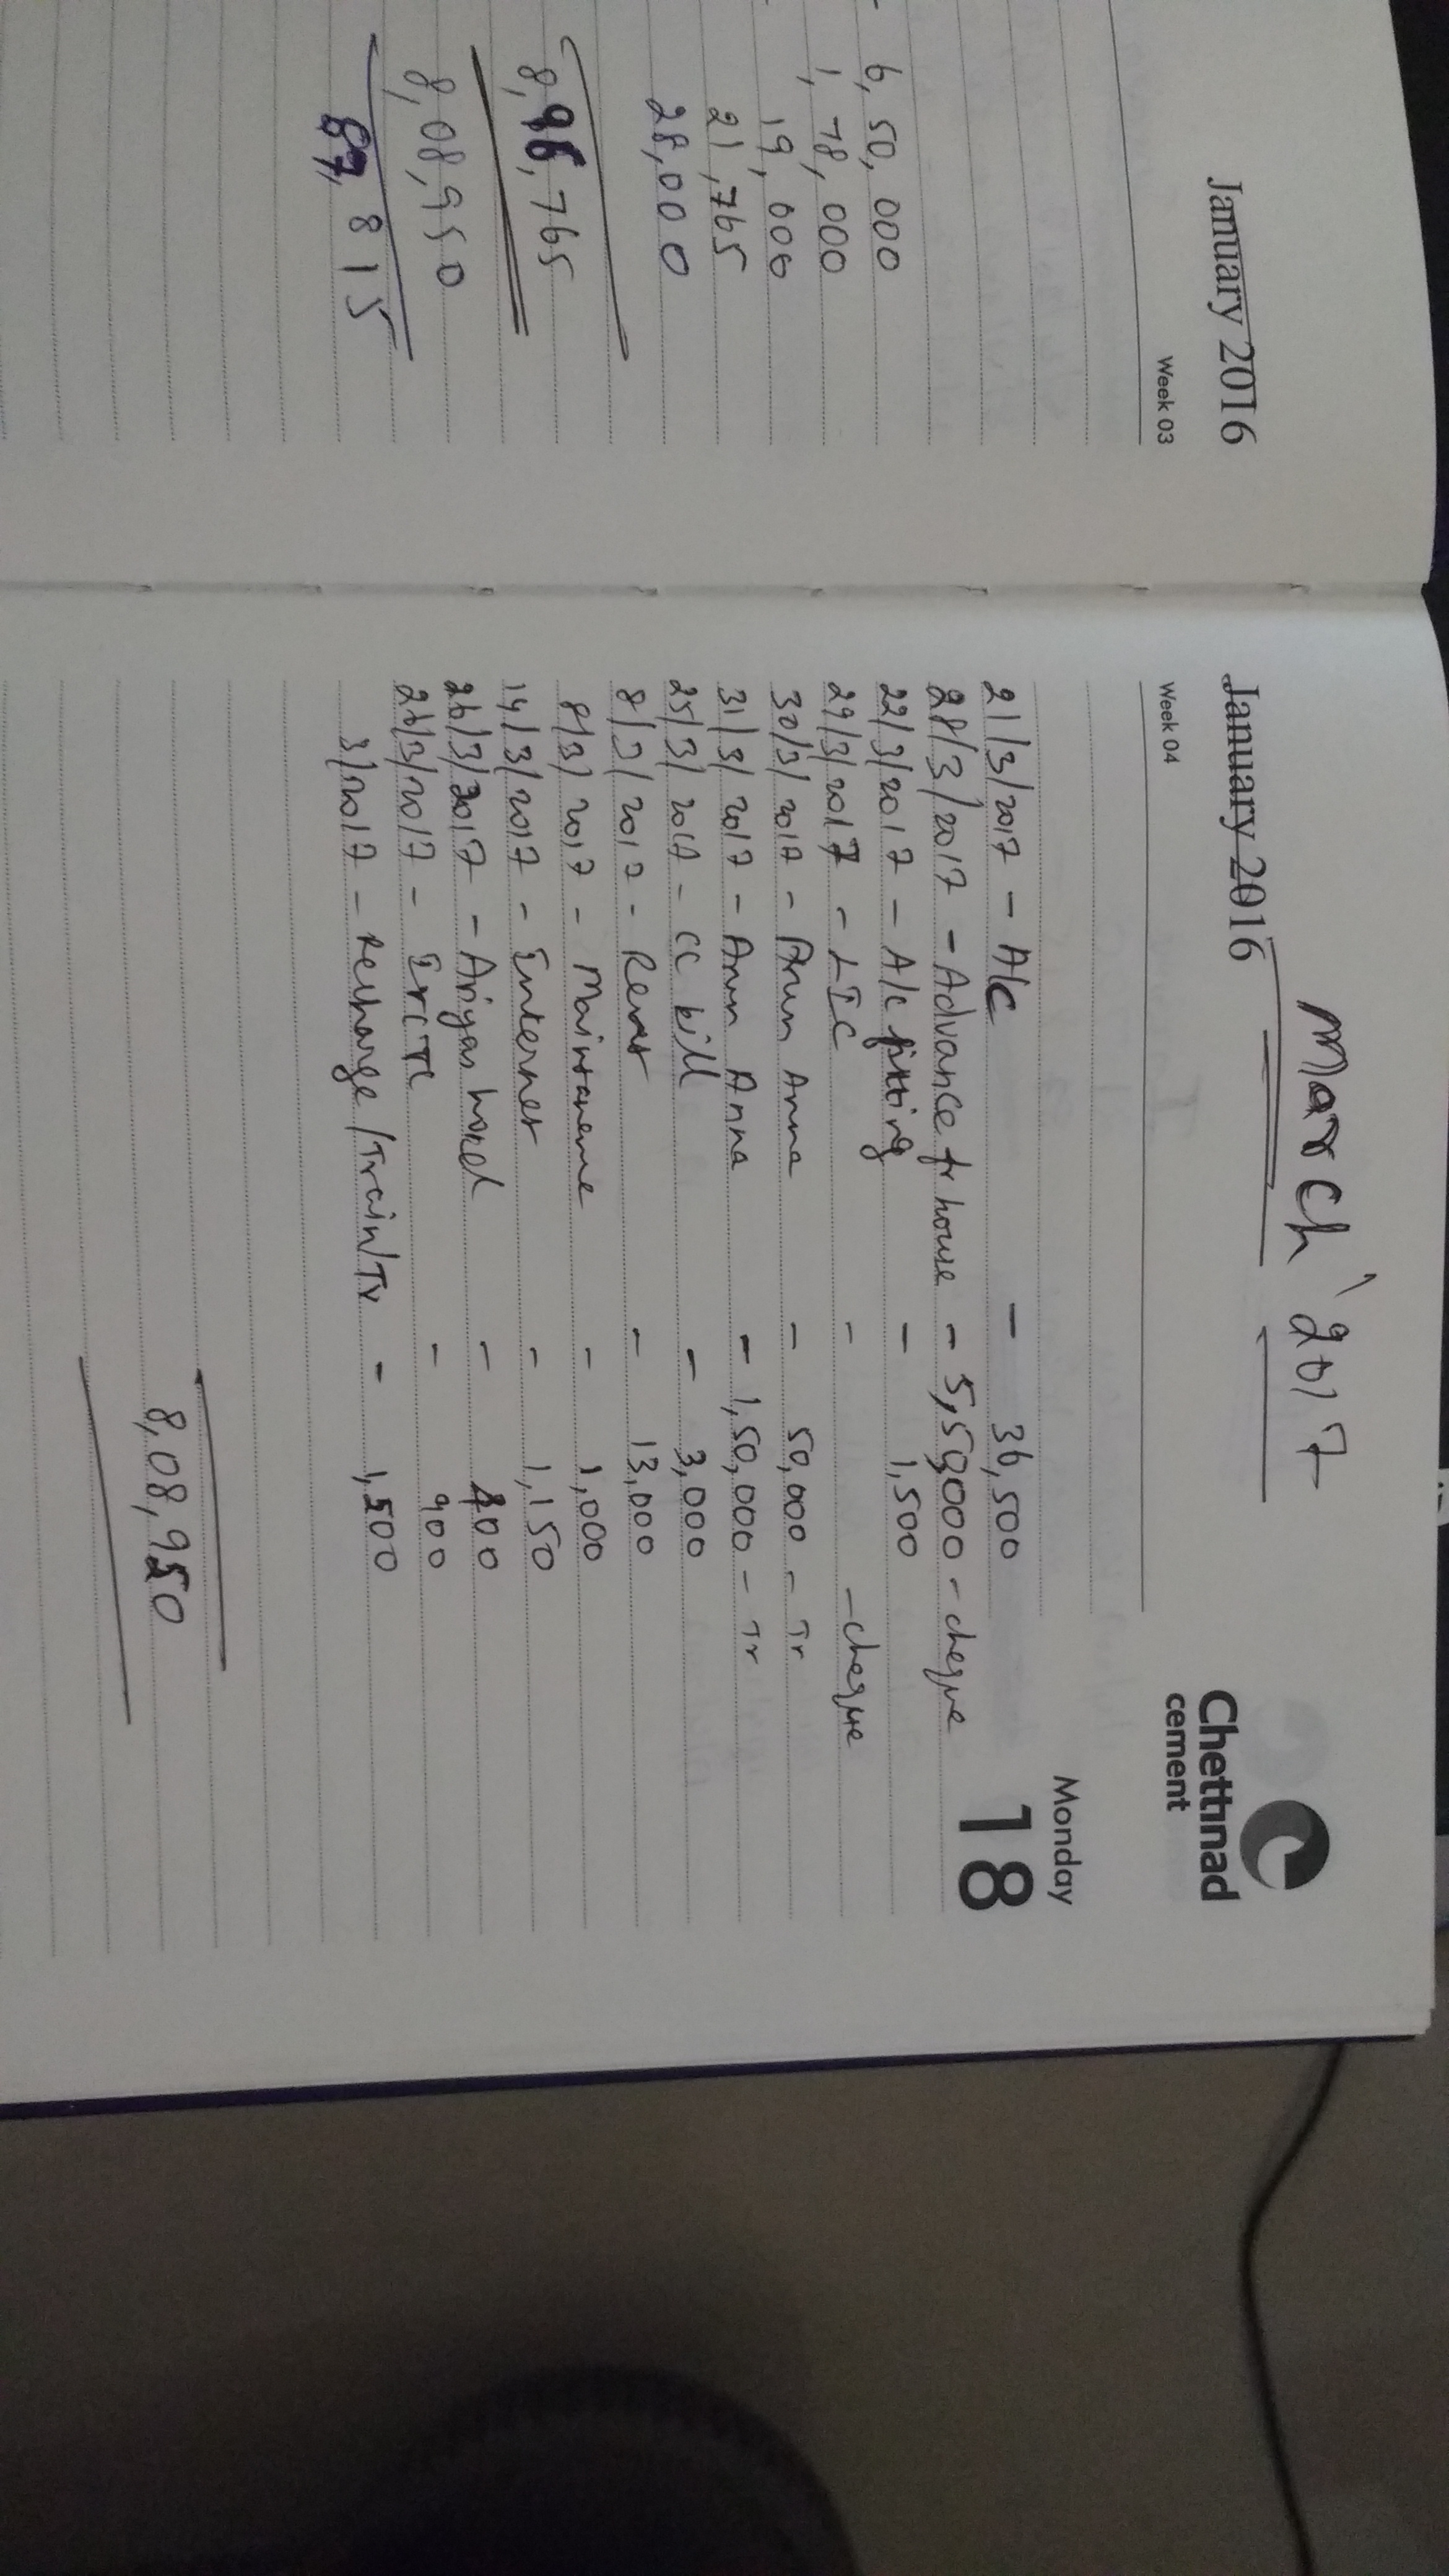 January 2016
Week 03
6,50,000
1,78,000
19,000
21,765
28,000
8,96,765
8,08,950
87,815
March '2017
January 2016
Week 04
Chettinad
cement
Monday
18
21/3/2017 - A/c - 36,500
28/3/2017 - Advance fr house - 5,50,000 - cheque
22/3/2017 - A/c fitting - 1,500
29/3/2017 - LIC - - cheque
30/3/2017 - Arun Anna - 50,000 - Tr
31/3/2017 - Arun Anna - 1,50,000 - Tr
25/3/2017 - CC bill - 3,000
8/3/2017 - Rent - 13,000
8/3/2017 - Maintanence - 1,000
14/3/2017 - Internet - 1,150
26/3/2017 - Ariyas hotel - 400
26/3/2017 - IRCTC - 900
3/2017 - Recharge/Train/TV - 1,500
8,08,950